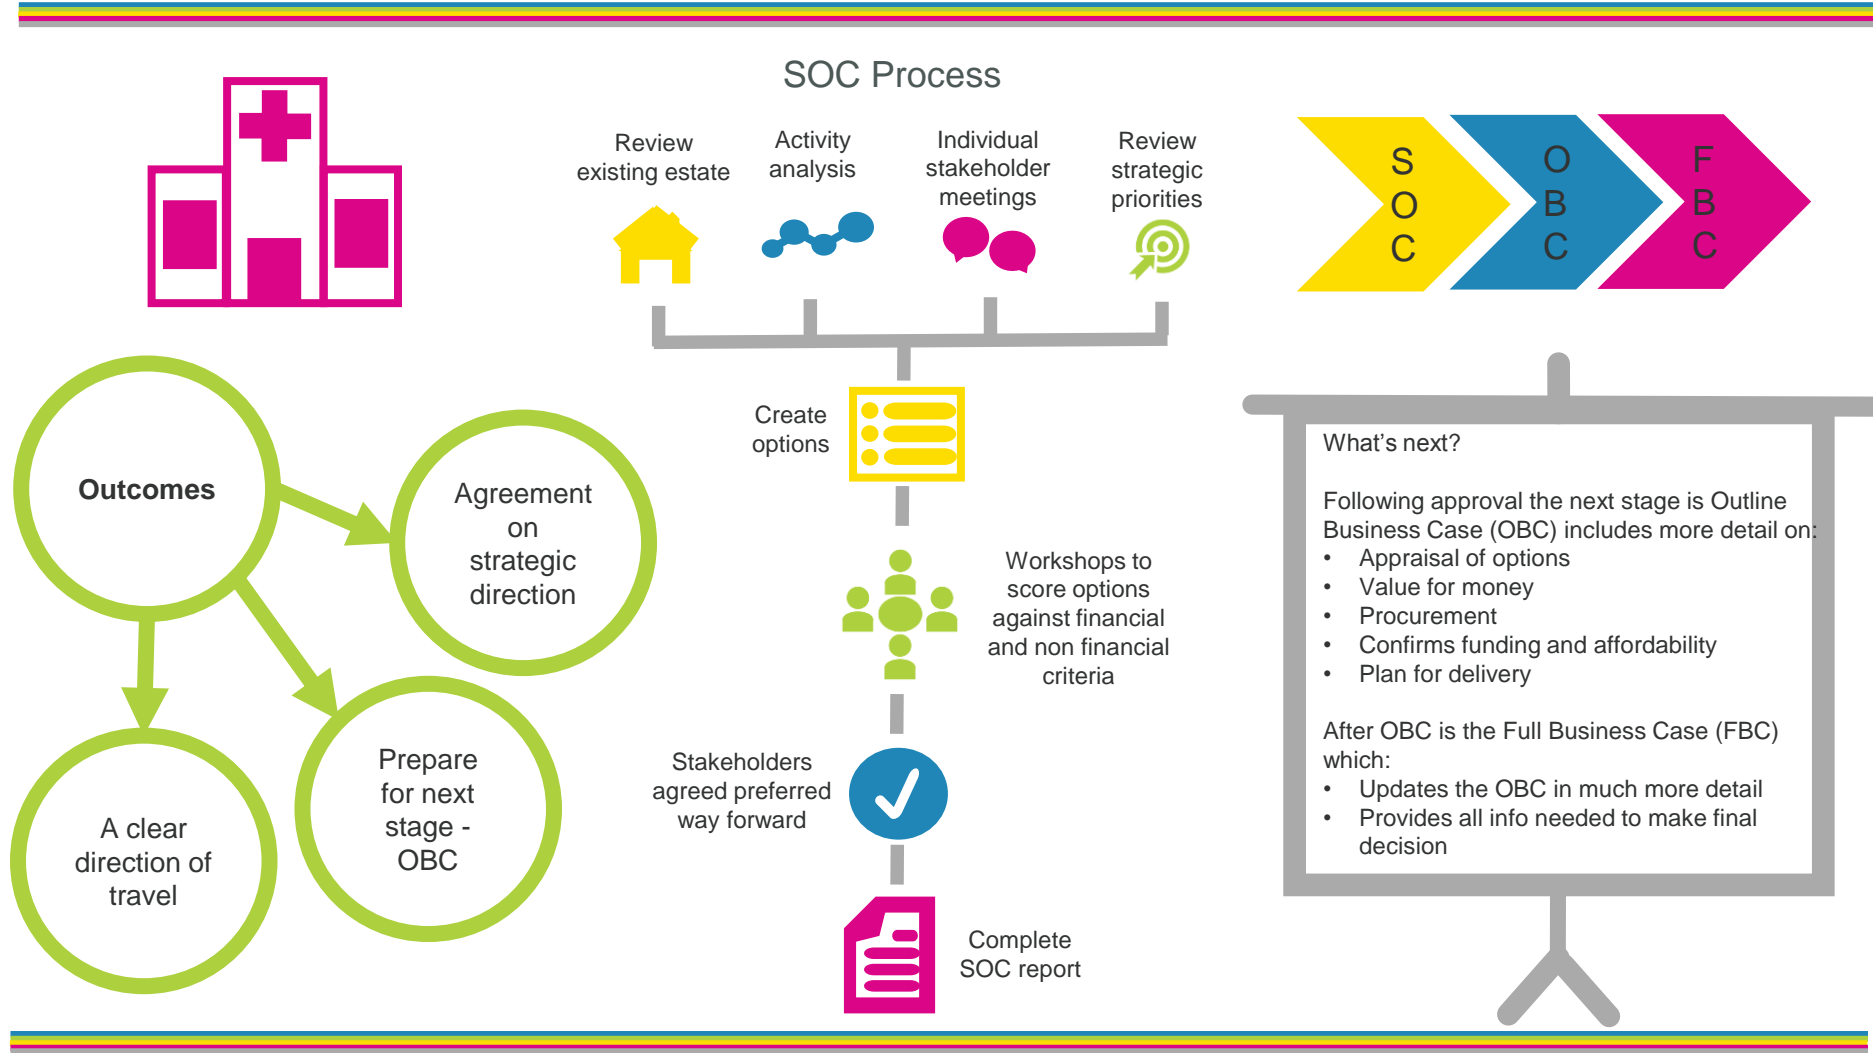 SOC Process
Review
existing estate
Activity
analysis
Individual
stakeholder
meetings
Review
strategic
priorities
S
O
C
O
B
C
F
B
C
Create
options
Workshops to
score options
against financial
and non financial
criteria
Stakeholders
agreed preferred
way forward
Complete
SOC report
Outcomes
Agreement
on
strategic
direction
Prepare
for next
stage -
OBC
A clear
direction of
travel
What’s next?
Following approval the next stage is Outline
Business Case (OBC) includes more detail on:
• Appraisal of options
• Value for money
• Procurement
• Confirms funding and affordability
• Plan for delivery
After OBC is the Full Business Case (FBC)
which:
• Updates the OBC in much more detail
• Provides all info needed to make final
decision